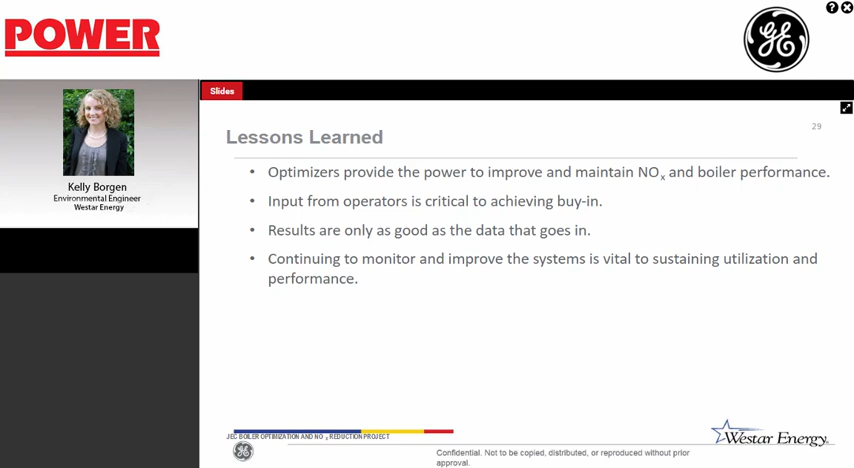 POWER
GE
Kelly Borgen
Environmental Engineer
Westar Energy
Slides
29
Lessons Learned
• Optimizers provide the power to improve and maintain NOx and boiler performance.
• Input from operators is critical to achieving buy-in.
• Results are only as good as the data that goes in.
• Continuing to monitor and improve the systems is vital to sustaining utilization and
performance.
JEC BOILER OPTIMIZATION AND NOx REDUCTION PROJECT
GE
Confidential. Not to be copied, distributed, or reproduced without prior
approval.
Westar Energy®